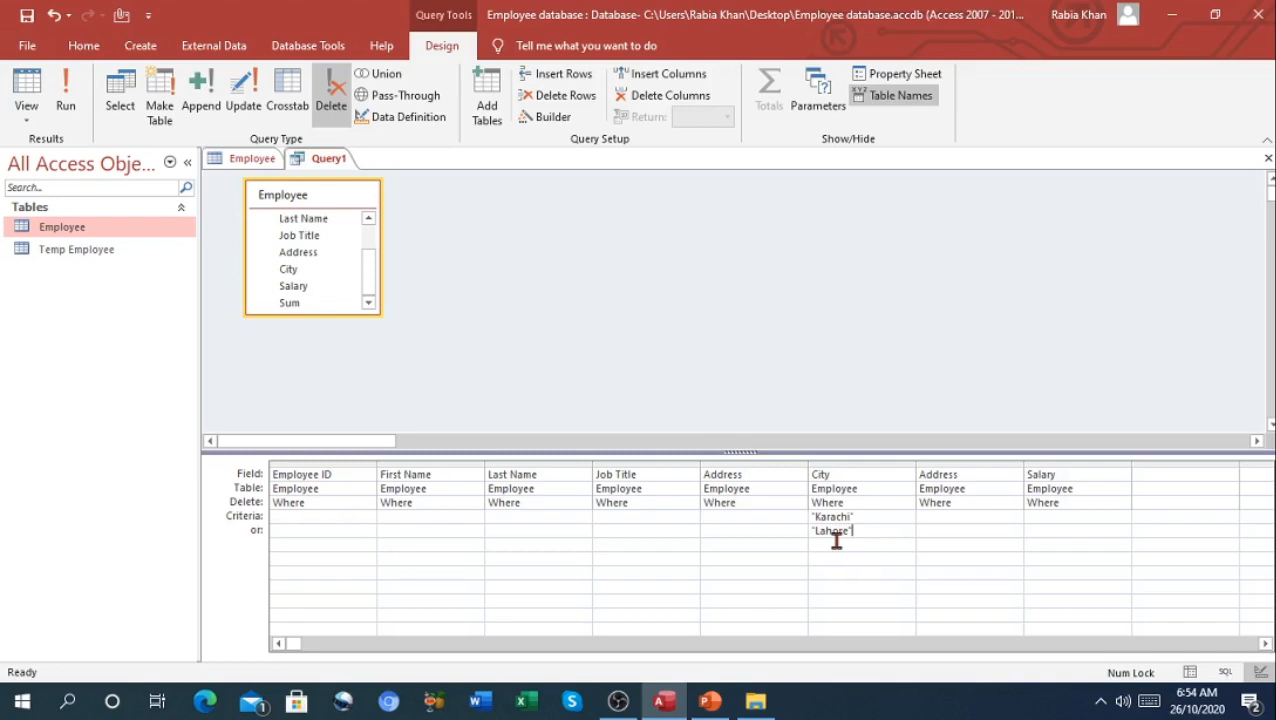 Query Tools
Employee database : Database- C:\Users\Rabia Khan\Desktop\Employee database.accdb (Access 2007 - 201...
Rabia Khan
File Home Create External Data Database Tools Help Design Tell me what you want to do
View Run Select Make Table Append Update Crosstab Delete
Union
Pass-Through
Data Definition
Add Tables
Insert Rows
Delete Rows
Builder
Insert Columns
Delete Columns
Return:
Totals Parameters
Property Sheet
Table Names
Results Query Type Query Setup Show/Hide
All Access Obje... «
Search...
Tables
Employee
Temp Employee
Employee Query1
Employee
Last Name
Job Title
Address
City
Salary
Sum
Field: Employee ID First Name Last Name Job Title Address City Address Salary
Table: Employee Employee Employee Employee Employee Employee Employee Employee
Delete: Where Where Where Where Where Where Where Where
Criteria: "Karachi"
or: "Lahore"
Ready
Num Lock
SQL
6:54 AM
26/10/2020
1
2